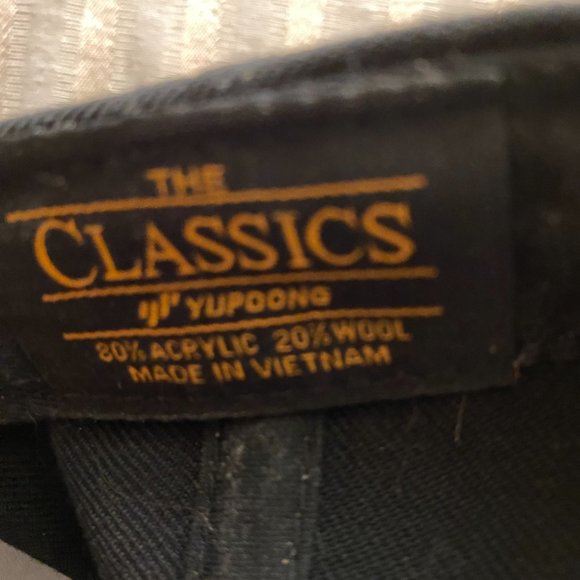 THE
CLASSICS
YUPOONG
80% ACRYLIC 20% WOOL
MADE IN VIETNAM